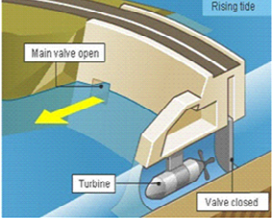 Rising tide
Main valve open
Turbine
Valve closed